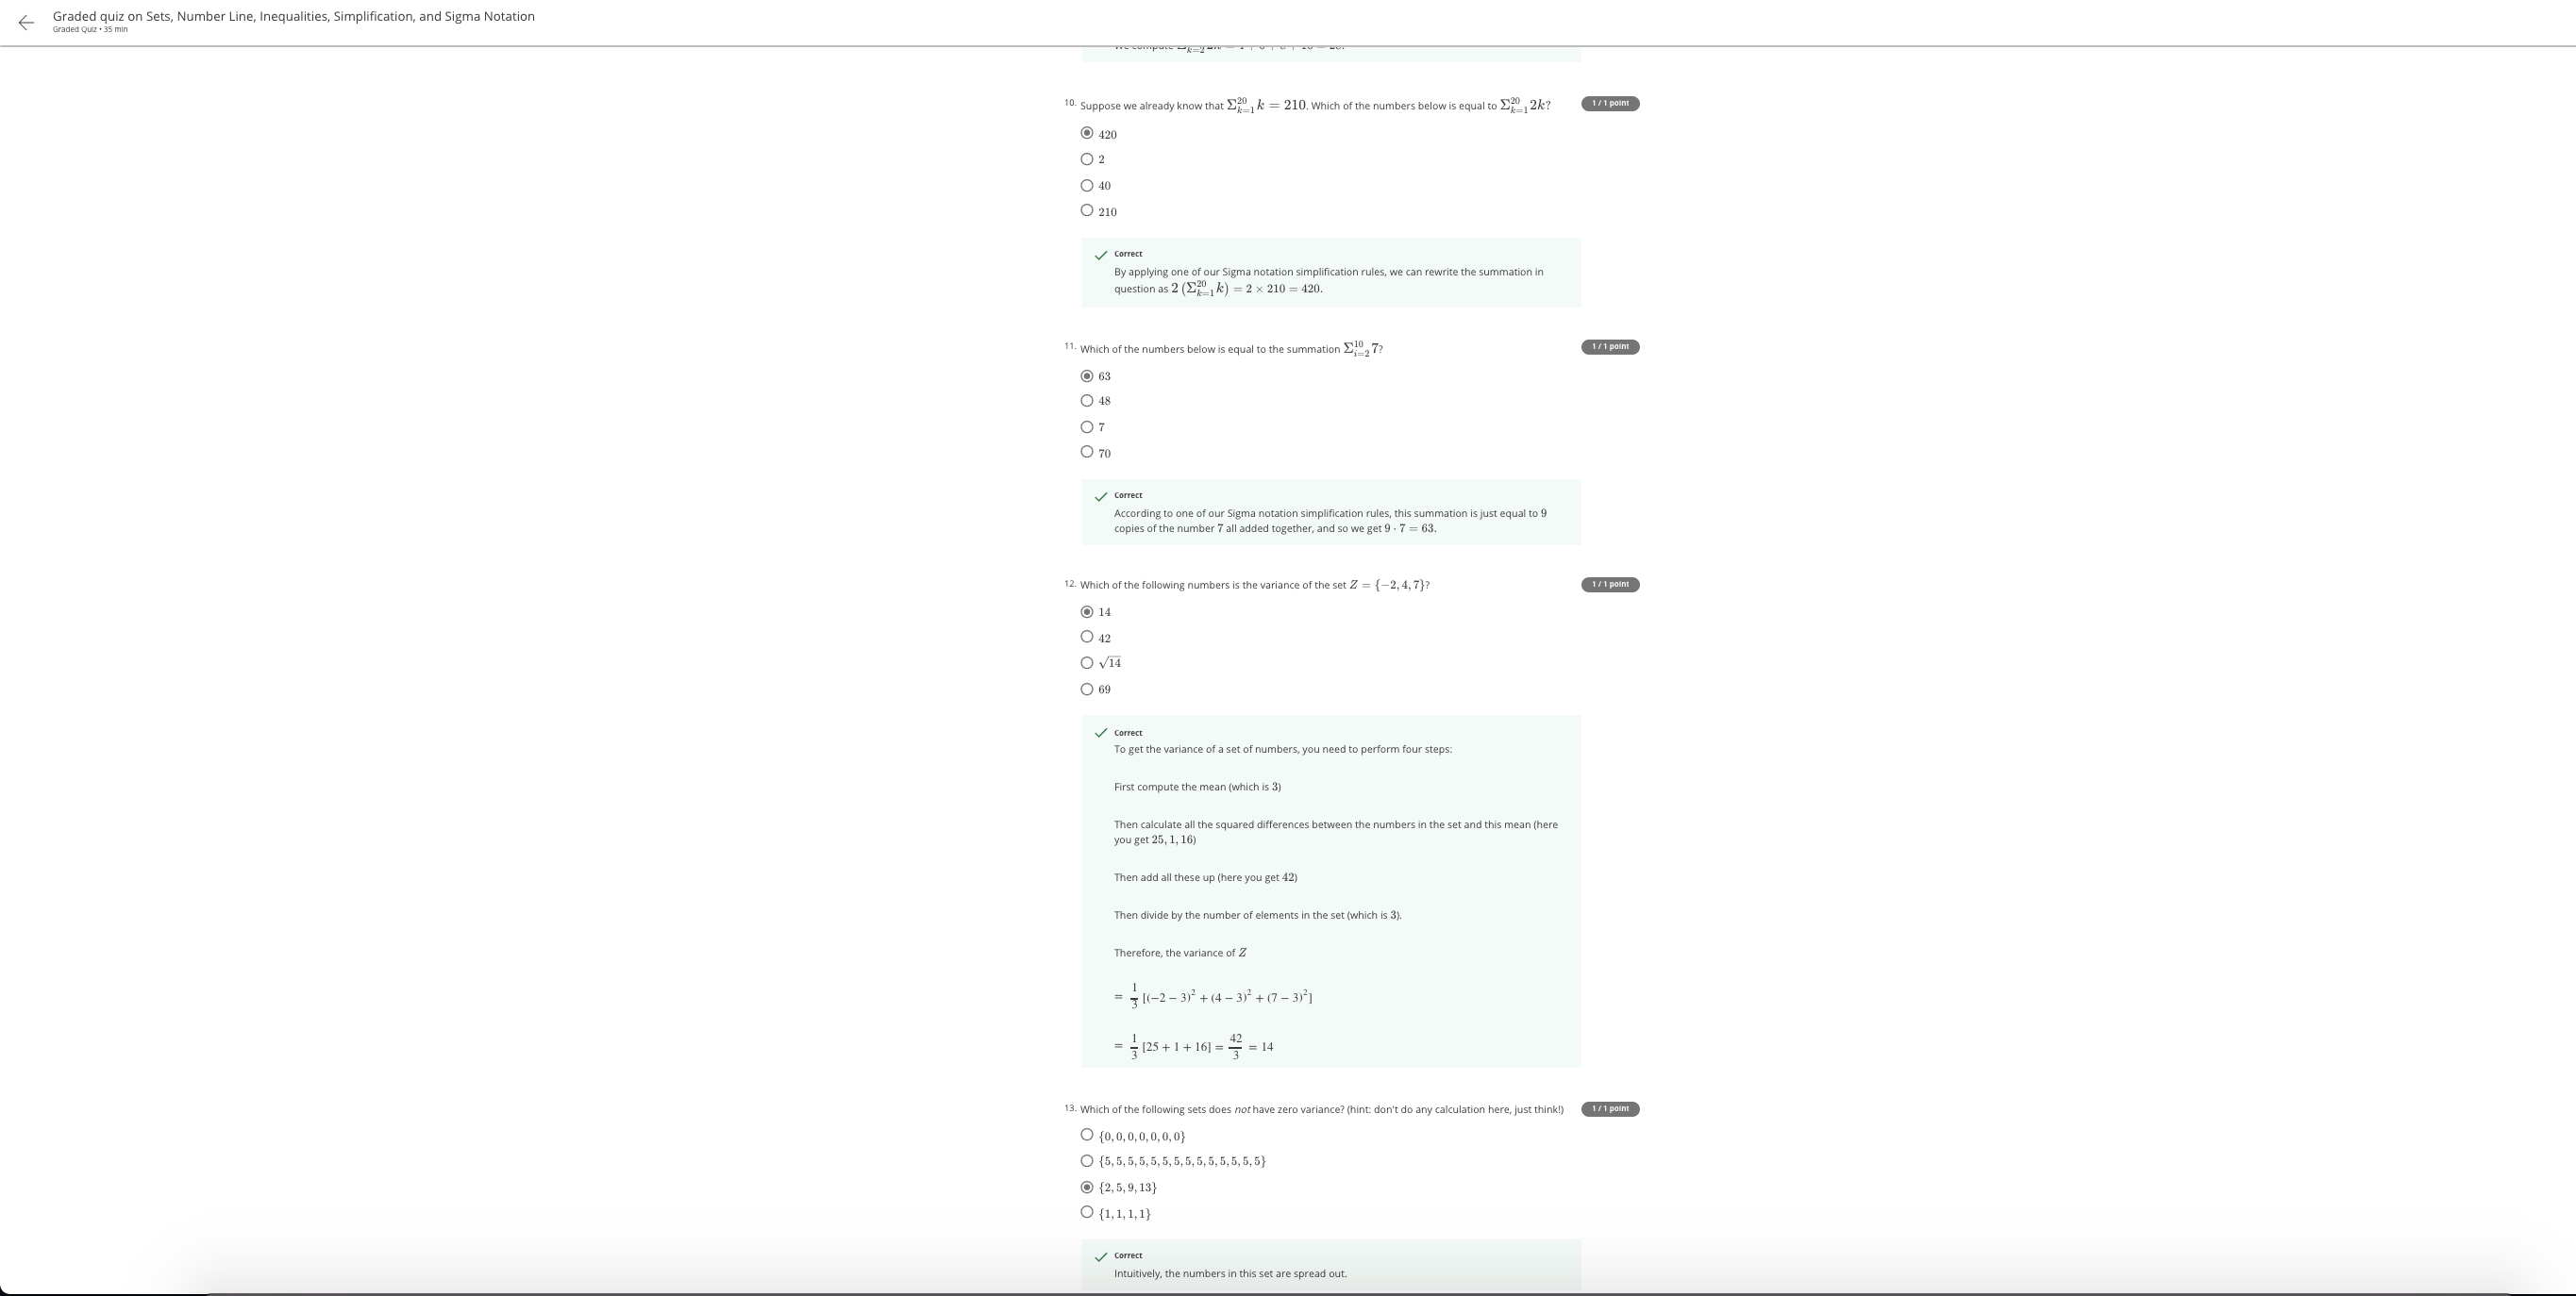 Graded quiz on Sets, Number Line, Inequalities, Simplification, and Sigma Notation
Graded Quiz • 35 min
10. Suppose we already know that Σ_{k=1}^{20} k = 210. Which of the numbers below is equal to Σ_{k=1}^{20} 2k?
1 / 1 point
420
2
40
210
Correct
By applying one of our Sigma notation simplification rules, we can rewrite the summation in
question as 2 (Σ_{k=1}^{20} k) = 2 × 210 = 420.
11. Which of the numbers below is equal to the summation Σ_{i=2}^{10} 7?
1 / 1 point
63
48
7
70
Correct
According to one of our Sigma notation simplification rules, this summation is just equal to 9
copies of the number 7 all added together, and so we get 9 · 7 = 63.
12. Which of the following numbers is the variance of the set Z = {−2, 4, 7}?
1 / 1 point
14
42
√14
69
Correct
To get the variance of a set of numbers, you need to perform four steps:
First compute the mean (which is 3)
Then calculate all the squared differences between the numbers in the set and this mean (here
you get 25, 1, 16)
Then add all these up (here you get 42)
Then divide by the number of elements in the set (which is 3).
Therefore, the variance of Z
= 1/3 [(−2 − 3)² + (4 − 3)² + (7 − 3)²]
= 1/3 [25 + 1 + 16] = 42/3 = 14
13. Which of the following sets does not have zero variance? (hint: don't do any calculation here, just think!)
1 / 1 point
{0, 0, 0, 0, 0, 0, 0}
{5, 5, 5, 5, 5, 5, 5, 5, 5, 5, 5, 5, 5, 5}
{2, 5, 9, 13}
{1, 1, 1, 1}
Correct
Intuitively, the numbers in this set are spread out.